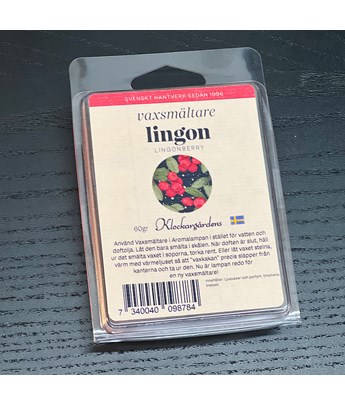 SVENSKT HANTVERK SEDAN 1996
vaxsmältare
lingon
LINGONBERRY
60gr Klockargårdens
Använd Vaxsmältare i Aromalampan i stället för vatten och
doftolja. Låt den bara smälta i skålen. När doften är slut, häll
ur det smälta vaxet i soporna, torka rent. Eller låt vaxet stelna,
värm med värmeljuset så att "vaxkakan" precis släpper från
kanterna och ta ur den. Nu är lampan redo för
en ny vaxsmältare!
7 340040 098784